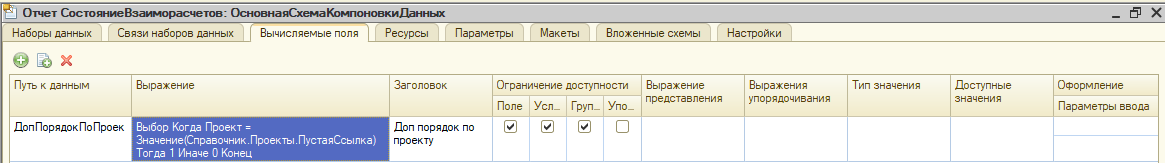 Отчет СостояниеВзаиморасчетов: ОсновнаяСхемаКомпоновкиДанных
Наборы данных Связи наборов данных Вычисляемые поля Ресурсы Параметры Макеты Вложенные схемы Настройки
Путь к данным Выражение Заголовок Ограничение доступности Выражение представления Выражения упорядочивания Тип значения Доступные значения Оформление
Поле Усл... Груп... Упо... Параметры ввода
ДопПорядокПоПроек Выбор Когда Проект = Доп порядок по
Значение(Справочник.Проекты.ПустаяСсылка) проекту
Тогда 1 Иначе 0 Конец